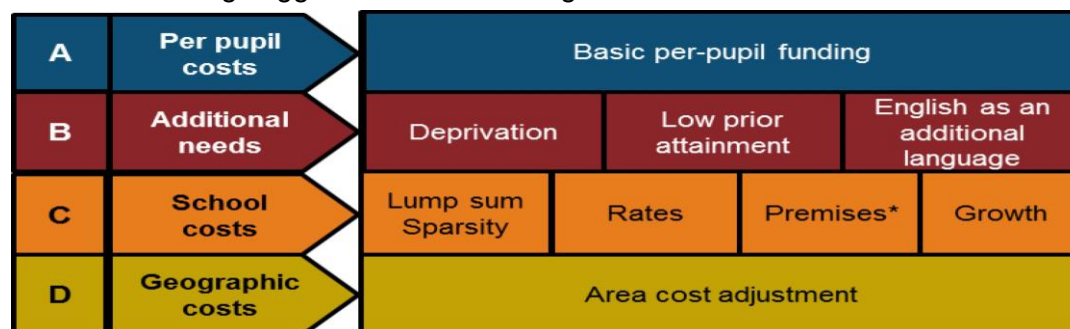 A
Per pupil
costs
Basic per-pupil funding
B
Additional
needs
Deprivation
Low prior
attainment
English as an
additional
language
C
School
costs
Lump sum
Sparsity
Rates
Premises*
Growth
D
Geographic
costs
Area cost adjustment